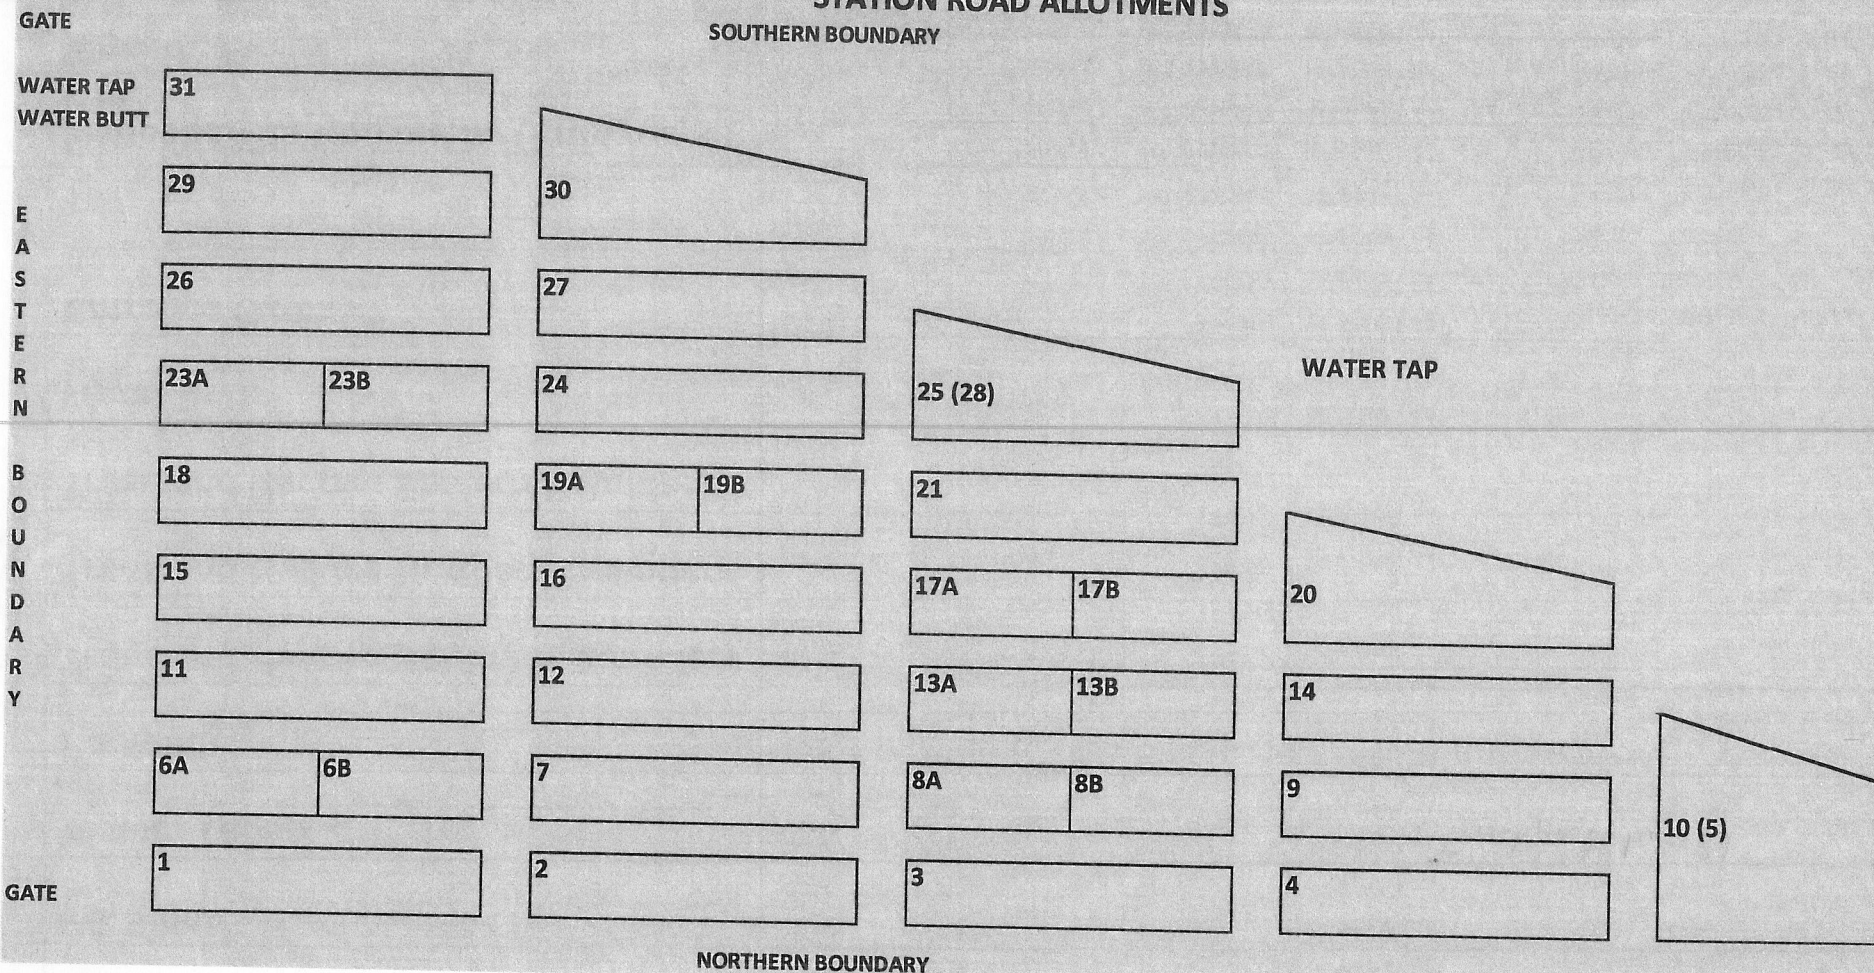 STATION ROAD ALLOTMENTS
GATE
SOUTHERN BOUNDARY
WATER TAP
WATER BUTT
31
30
29
EASTERN
26
27
WATER TAP
23A 23B
24
25 (28)
BOUNDARY
18
19A 19B
21
15
16
17A 17B
20
11
12
13A 13B
14
6A 6B
7
8A 8B
9
10 (5)
1
2
3
4
GATE
NORTHERN BOUNDARY